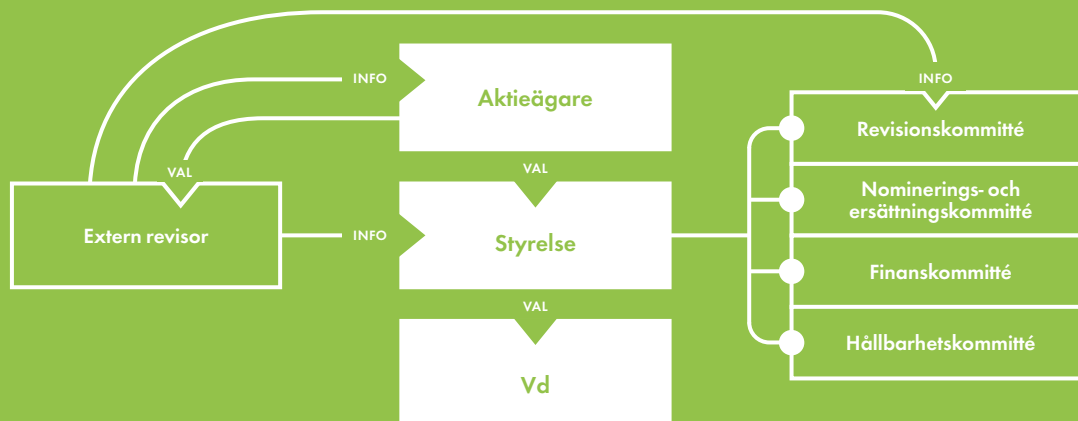 INFO
Aktieägare
INFO
Revisionskommitté
VAL
VAL
Nominerings- och
ersättningskommitté
Extern revisor
INFO
Styrelse
Finanskommitté
VAL
Hållbarhetskommitté
Vd